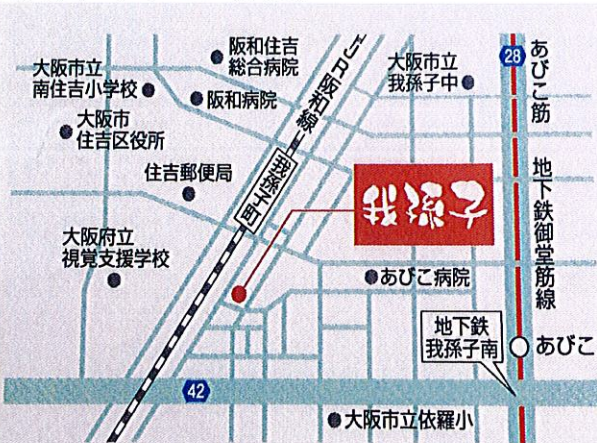 阪和住吉
総合病院
大阪市立
南住吉小学校
阪和病院
大阪市
住吉区役所
住吉郵便局
大阪府立
視覚支援学校
JR阪和線
我孫子町
大阪市立
我孫子中
28
あびこ筋
地下鉄御堂筋線
我孫子
あびこ病院
地下鉄
我孫子南
あびこ
42
大阪市立依羅小